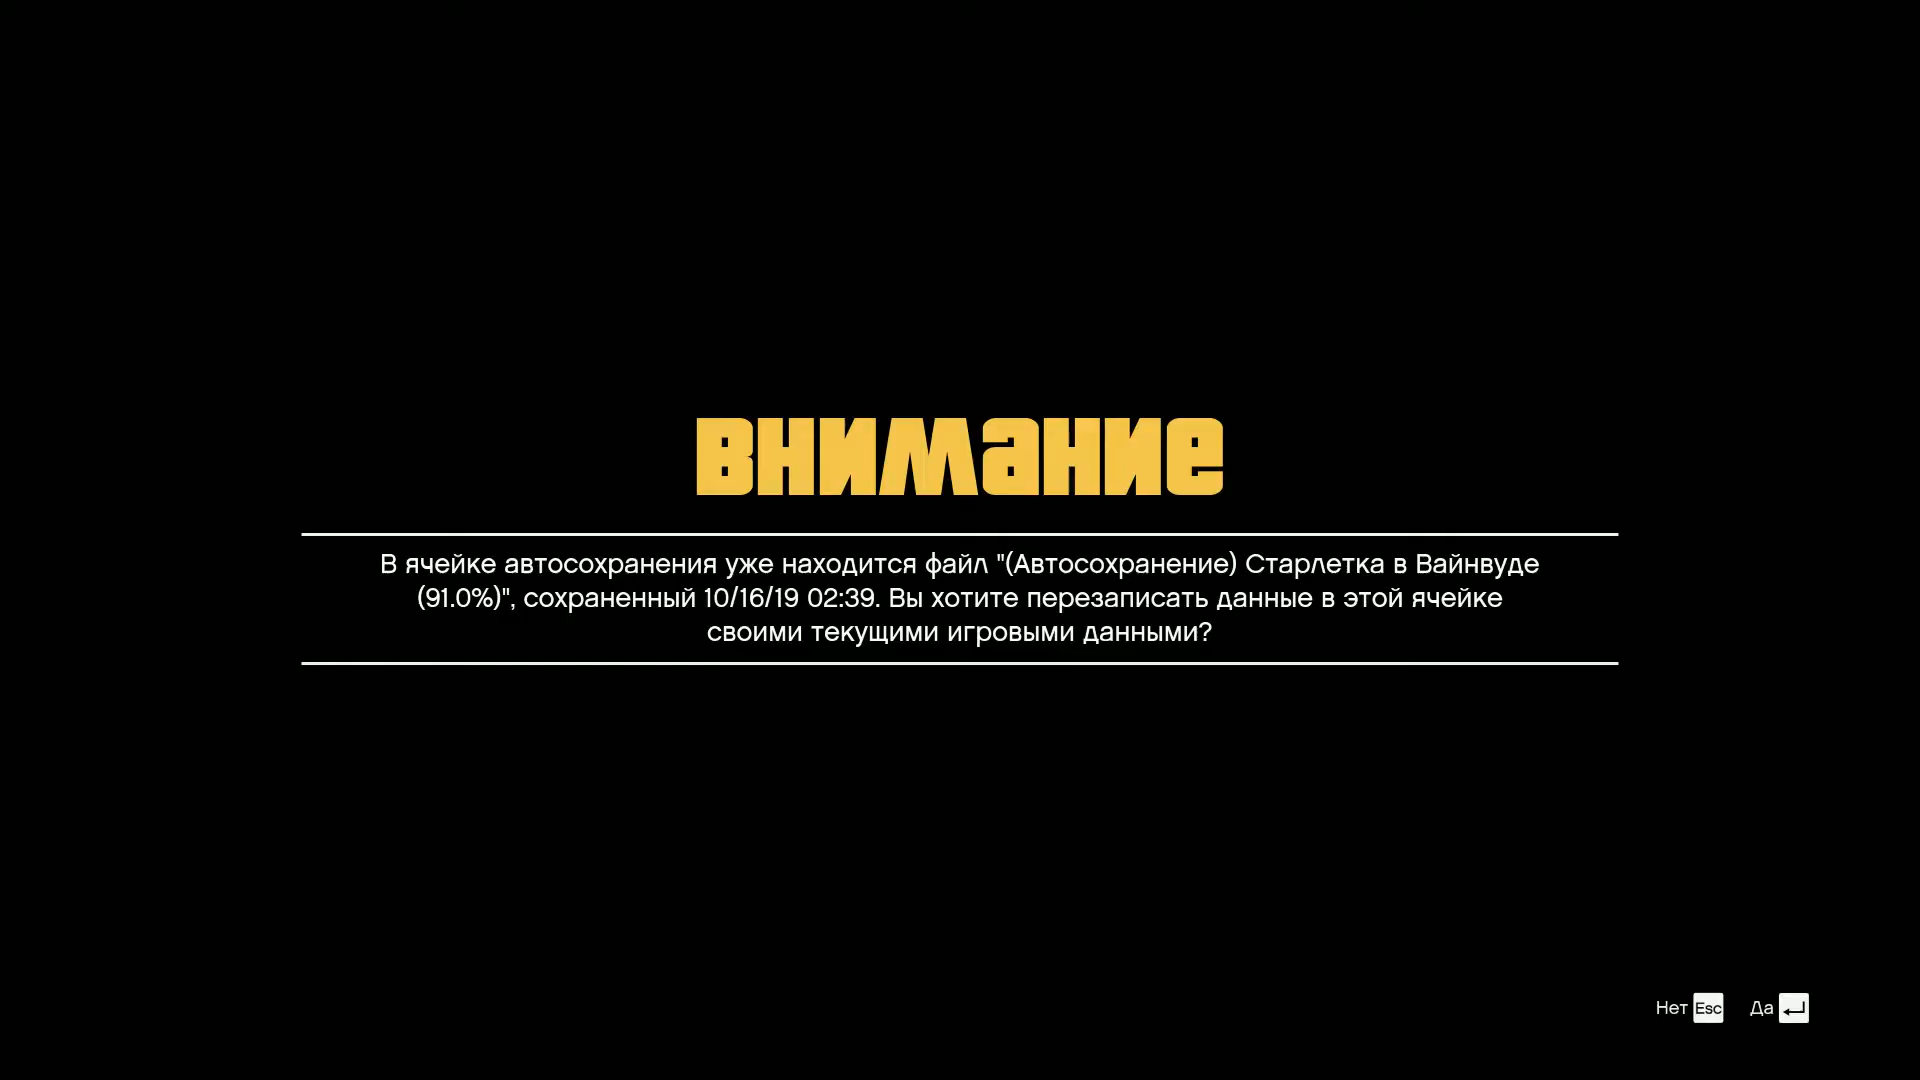 внимание
В ячейке автосохранения уже находится файл "(Автосохранение) Старлетка в Вайнвуде
(91.0%)", сохраненный 10/16/19 02:39. Вы хотите перезаписать данные в этой ячейке
своими текущими игровыми данными?
Нет Esc Да